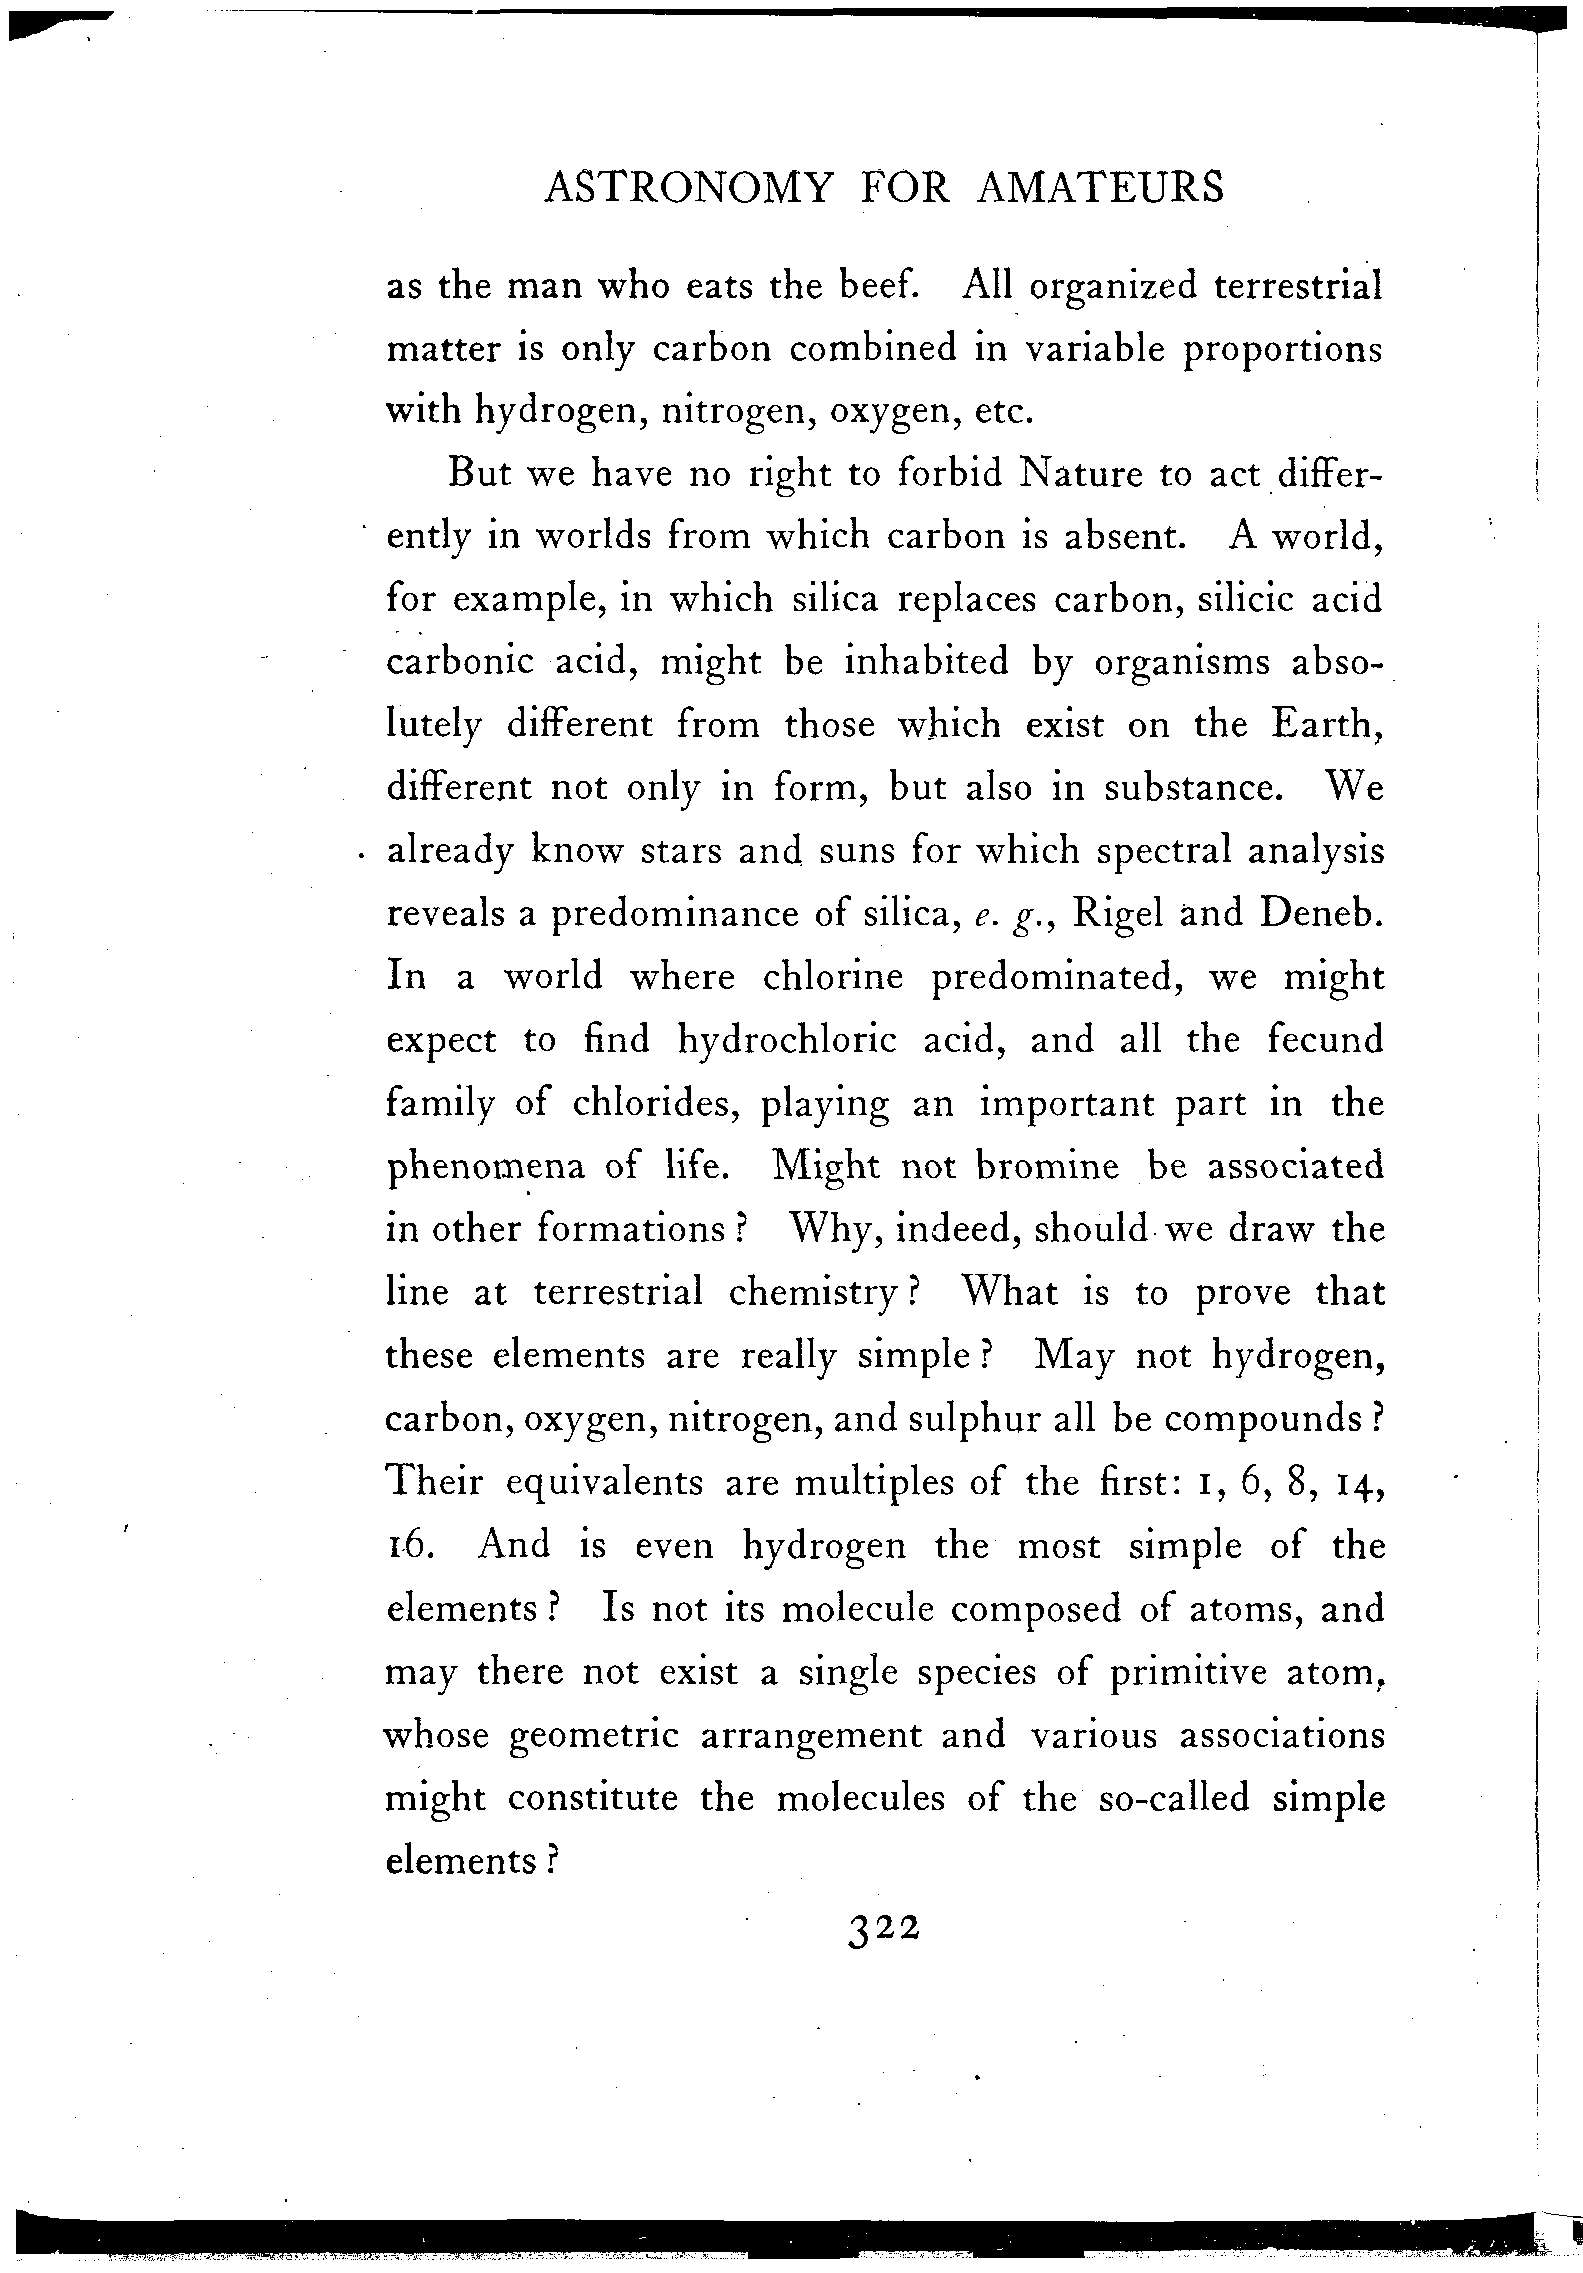 ASTRONOMY FOR AMATEURS
as the man who eats the beef. All organized terrestrial
matter is only carbon combined in variable proportions
with hydrogen, nitrogen, oxygen, etc.
But we have no right to forbid Nature to act differ-
ently in worlds from which carbon is absent. A world,
for example, in which silica replaces carbon, silicic acid
carbonic acid, might be inhabited by organisms abso-
lutely different from those which exist on the Earth,
different not only in form, but also in substance. We
already know stars and suns for which spectral analysis
reveals a predominance of silica, e. g., Rigel and Deneb.
In a world where chlorine predominated, we might
expect to find hydrochloric acid, and all the fecund
family of chlorides, playing an important part in the
phenomena of life. Might not bromine be associated
in other formations? Why, indeed, should we draw the
line at terrestrial chemistry? What is to prove that
these elements are really simple? May not hydrogen,
carbon, oxygen, nitrogen, and sulphur all be compounds?
Their equivalents are multiples of the first: 1, 6, 8, 14,
16. And is even hydrogen the most simple of the
elements? Is not its molecule composed of atoms, and
may there not exist a single species of primitive atom,
whose geometric arrangement and various associations
might constitute the molecules of the so-called simple
elements?
322